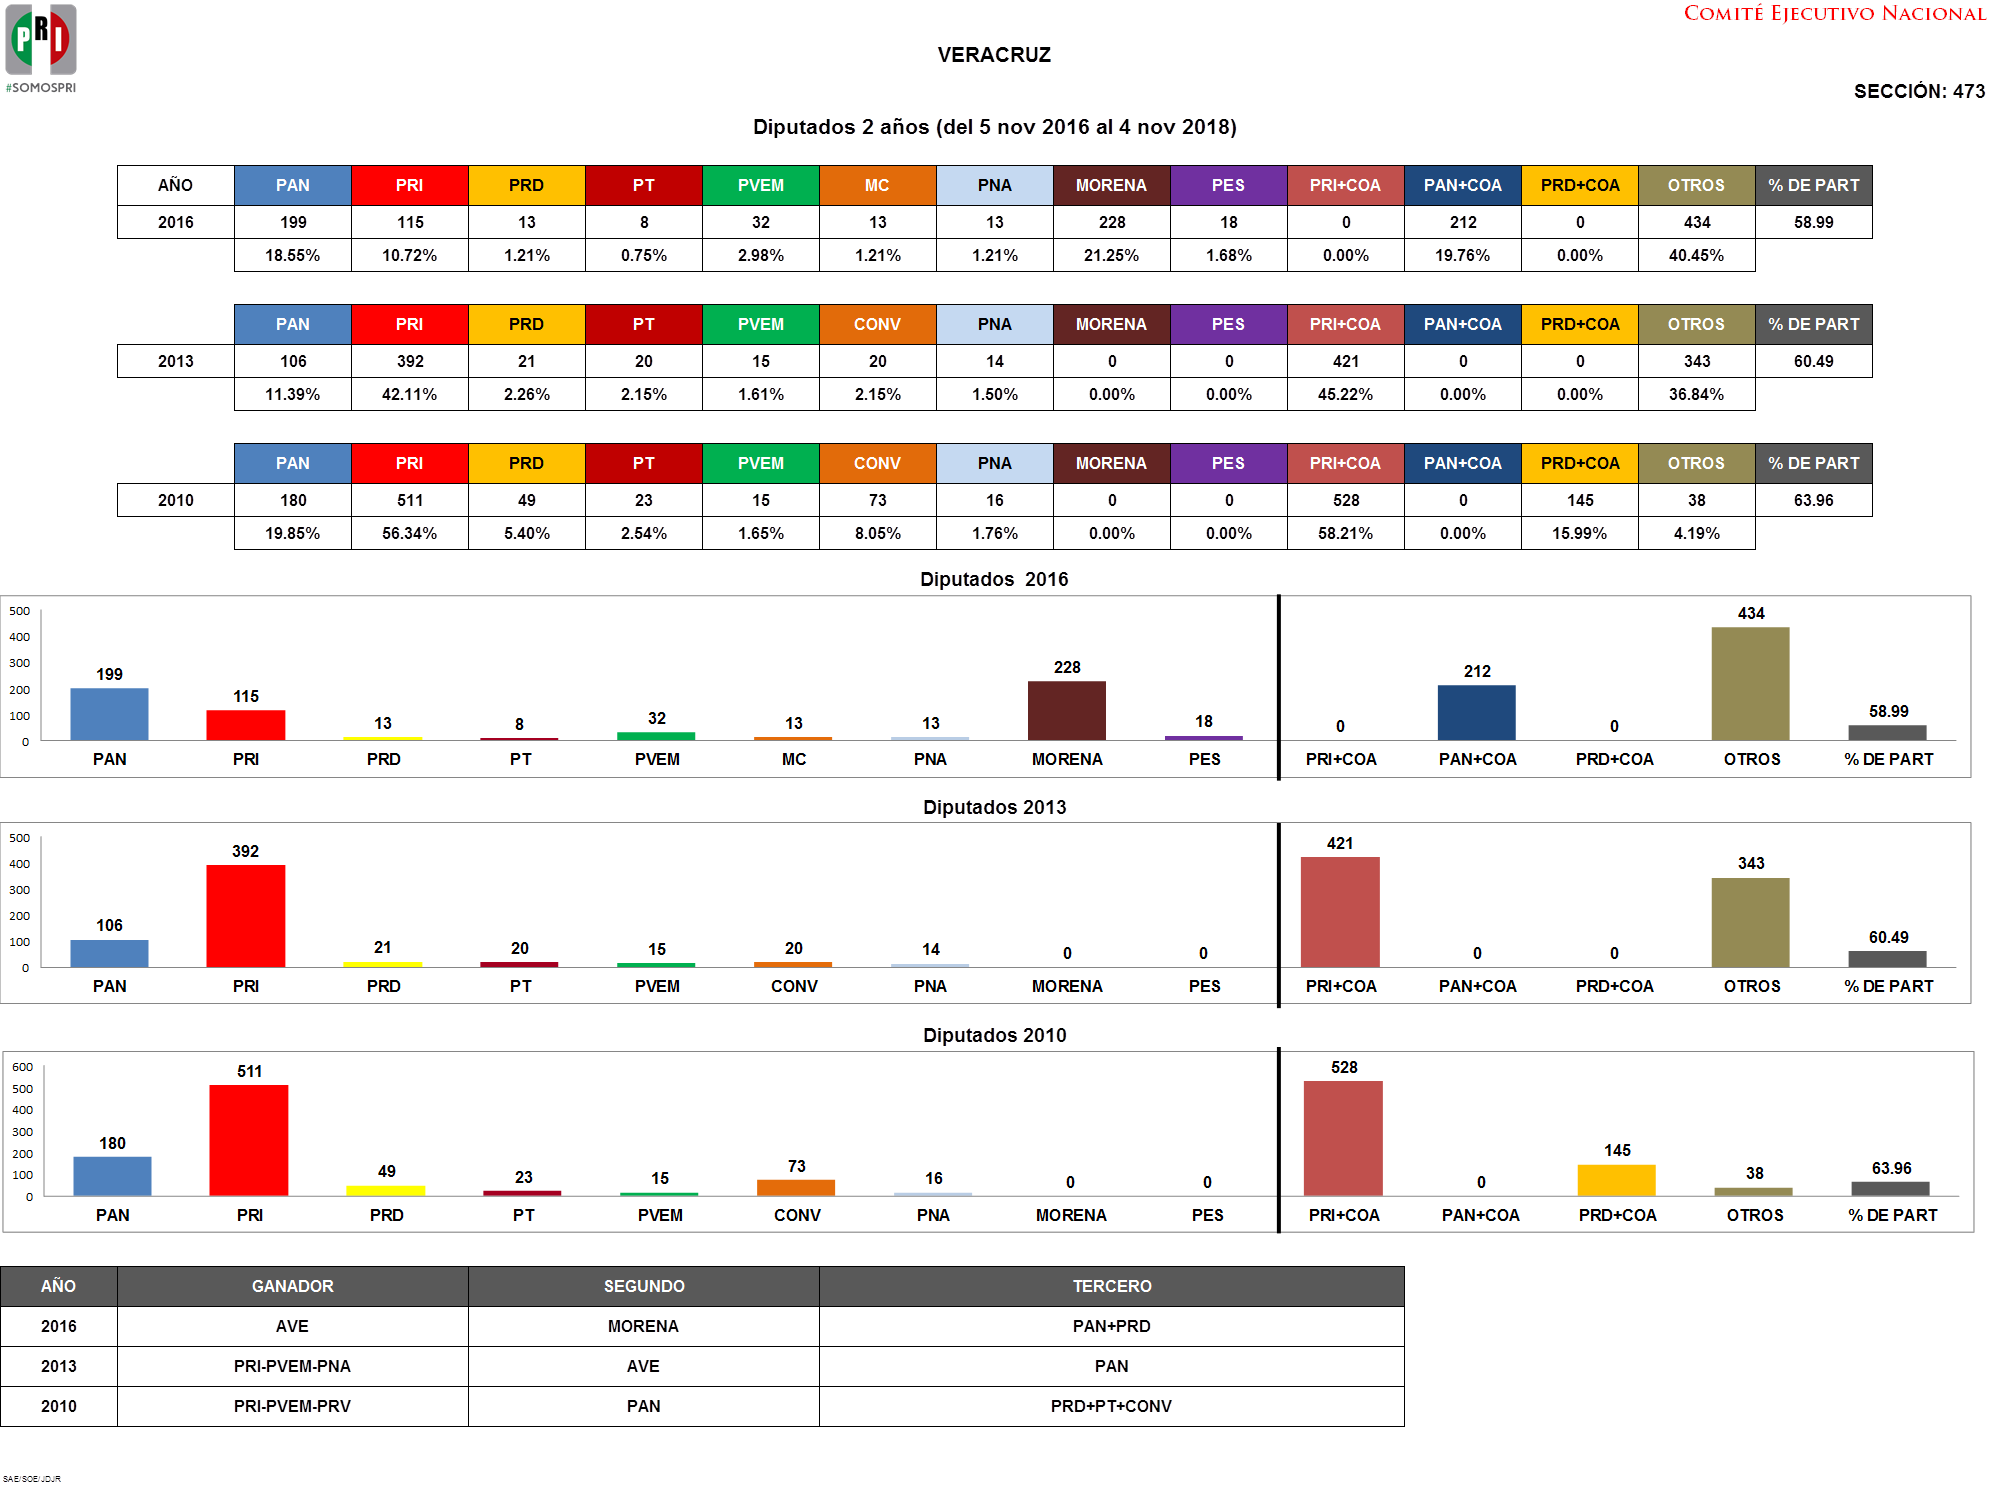 PRI
#SOMOSPRI
COMITÉ EJECUTIVO NACIONAL
VERACRUZ
SECCIÓN: 473
Diputados 2 años (del 5 nov 2016 al 4 nov 2018)
AÑO PAN PRI PRD PT PVEM MC PNA MORENA PES PRI+COA PAN+COA PRD+COA OTROS % DE PART
2016 199 115 13 8 32 13 13 228 18 0 212 0 434 58.99
18.55% 10.72% 1.21% 0.75% 2.98% 1.21% 1.21% 21.25% 1.68% 0.00% 19.76% 0.00% 40.45%
PAN PRI PRD PT PVEM CONV PNA MORENA PES PRI+COA PAN+COA PRD+COA OTROS % DE PART
2013 106 392 21 20 15 20 14 0 0 421 0 0 343 60.49
11.39% 42.11% 2.26% 2.15% 1.61% 2.15% 1.50% 0.00% 0.00% 45.22% 0.00% 0.00% 36.84%
PAN PRI PRD PT PVEM CONV PNA MORENA PES PRI+COA PAN+COA PRD+COA OTROS % DE PART
2010 180 511 49 23 15 73 16 0 0 528 0 145 38 63.96
19.85% 56.34% 5.40% 2.54% 1.65% 8.05% 1.76% 0.00% 0.00% 58.21% 0.00% 15.99% 4.19%
Diputados 2016
500
400
300
200
100
0
199 115 13 8 32 13 13 228 18 0 212 0 434 58.99
PAN PRI PRD PT PVEM MC PNA MORENA PES PRI+COA PAN+COA PRD+COA OTROS % DE PART
Diputados 2013
500
400
300
200
100
0
106 392 21 20 15 20 14 0 0 421 0 0 343 60.49
PAN PRI PRD PT PVEM CONV PNA MORENA PES PRI+COA PAN+COA PRD+COA OTROS % DE PART
Diputados 2010
600
500
400
300
200
100
0
180 511 49 23 15 73 16 0 0 528 0 145 38 63.96
PAN PRI PRD PT PVEM CONV PNA MORENA PES PRI+COA PAN+COA PRD+COA OTROS % DE PART
AÑO GANADOR SEGUNDO TERCERO
2016 AVE MORENA PAN+PRD
2013 PRI-PVEM-PNA AVE PAN
2010 PRI-PVEM-PRV PAN PRD+PT+CONV
SAE/SOE/JDJR